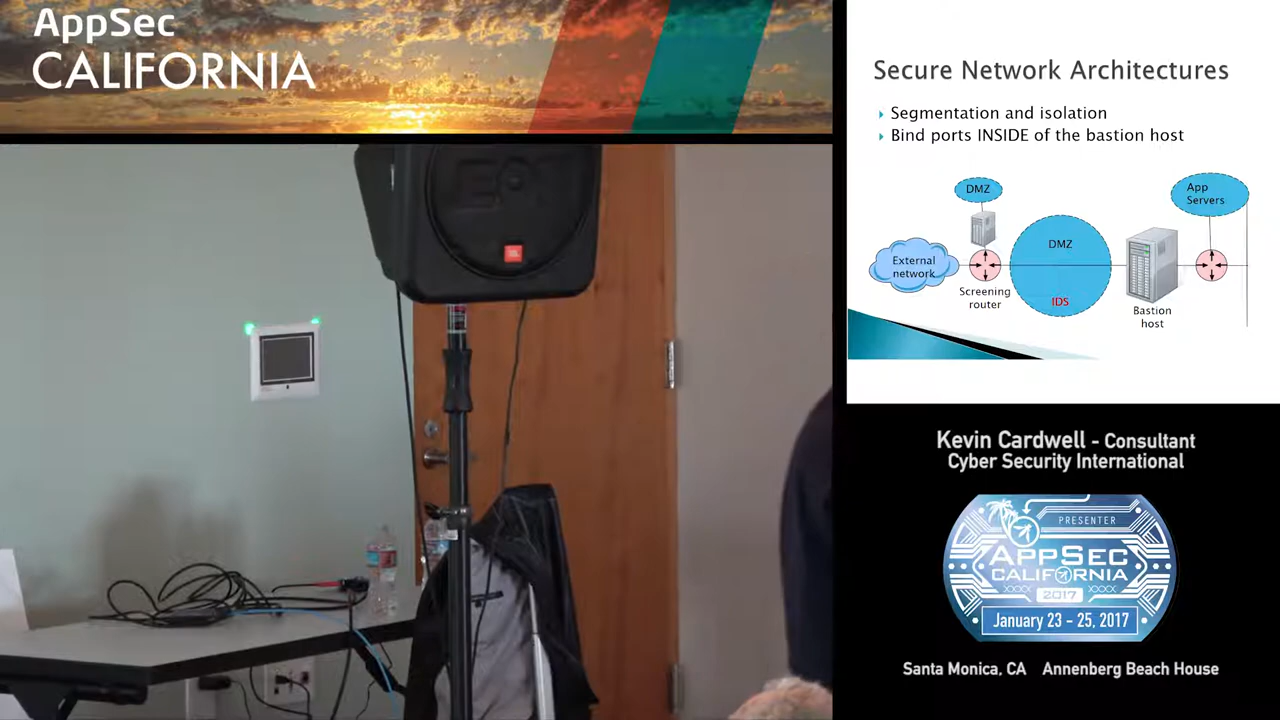 AppSec
CALIFORNIA
Secure Network Architectures
Segmentation and isolation
Bind ports INSIDE of the bastion host
DMZ
App
Servers
DMZ
External
network
Screening
router
IDS
Bastion
host
JBL
Kevin Cardwell - Consultant
Cyber Security International
PRESENTER
APPSEC
CALIFORNIA
2017
January 23 - 25, 2017
Santa Monica, CA Annenberg Beach House